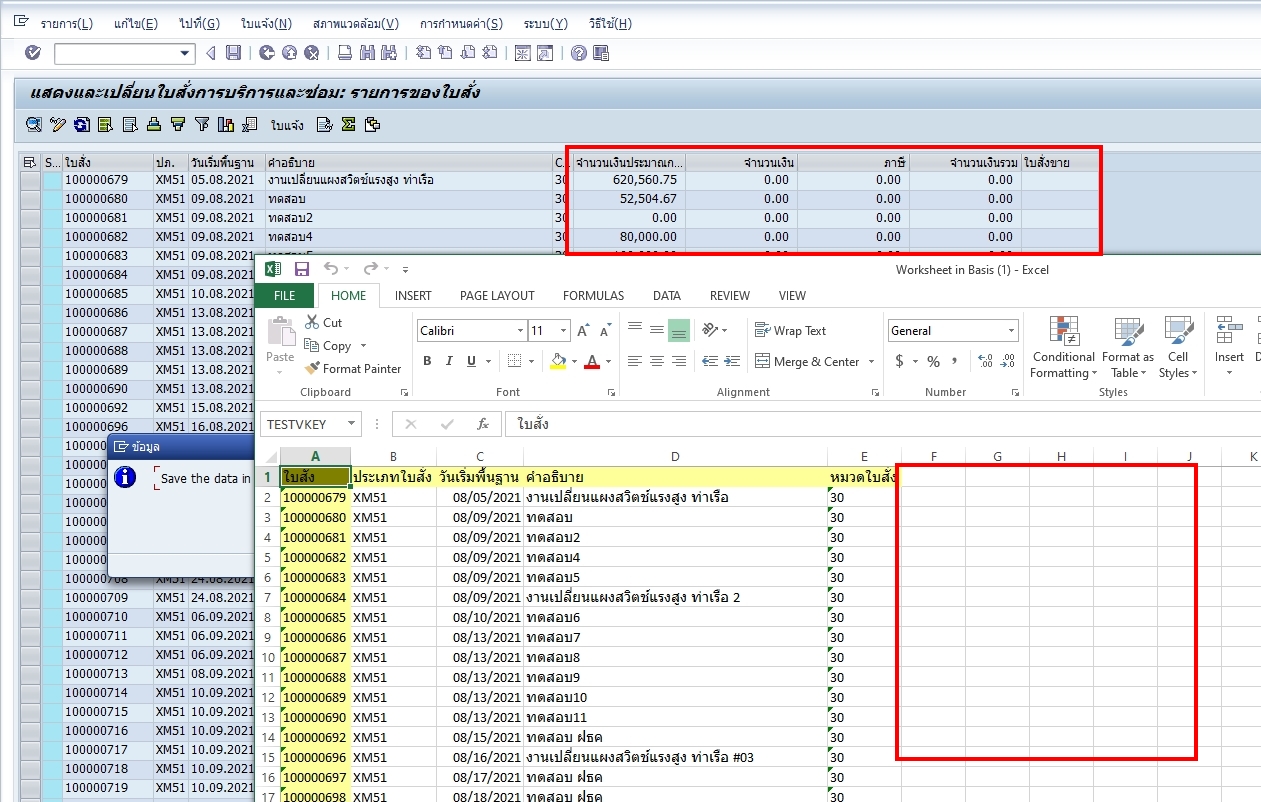 รายการ(L) แก้ไข(E) ไปที่(G) ใบแจ้ง(N) สภาพแวดล้อม(V) การกำหนดค่า(S) ระบบ(Y) วิธีใช้(H)
แสดงและเปลี่ยนใบสั่งการบริการและซ่อม: รายการของใบสั่ง
ใบแจ้ง
S... ใบสั่ง ปภ. วันเริ่มพื้นฐาน คำอธิบาย C.. จำนวนเงินประมาณก... จำนวนเงิน ภาษี จำนวนเงินรวม ใบสั่งขาย
100000679 XM51 05.08.2021 งานเปลี่ยนแผงสวิตช์แรงสูง ท่าเรือ 30 620,560.75 0.00 0.00 0.00
100000680 XM51 09.08.2021 ทดสอบ 30 52,504.67 0.00 0.00 0.00
100000681 XM51 09.08.2021 ทดสอบ2 30 0.00 0.00 0.00 0.00
100000682 XM51 09.08.2021 ทดสอบ4 30 80,000.00 0.00 0.00 0.00
100000683 XM51 09.08.2021
100000684 XM51 09.08.2021
100000685 XM51 10.08.2021
100000686 XM51 13.08.2021
100000687 XM51 13.08.2021
100000688 XM51 13.08.2021
100000689 XM51 13.08.2021
100000690 XM51 13.08.2021
100000692 XM51 15.08.2021
100000696 XM51 16.08.2021
10000
10000
10000
10000
10000
10000
10000
100000708 XM51 24.08.2021
100000709 XM51 24.08.2021
100000710 XM51 06.09.2021
100000711 XM51 06.09.2021
100000712 XM51 06.09.2021
100000713 XM51 08.09.2021
100000714 XM51 10.09.2021
100000715 XM51 10.09.2021
100000716 XM51 10.09.2021
100000717 XM51 10.09.2021
100000718 XM51 10.09.2021
100000719 XM51 10.09.2021
ข้อมูล
Save the data in
Worksheet in Basis (1) - Excel
FILE HOME INSERT PAGE LAYOUT FORMULAS DATA REVIEW VIEW
Paste
Cut
Copy
Format Painter
Clipboard
Calibri 11
B I U
Font
Wrap Text
Merge & Center
Alignment
General
$ % ,
Number
Conditional Formatting
Format as Table
Cell Styles
Styles
Insert
TESTVKEY fx ใบสั่ง
A B C D E F G H I J K
1 ใบสั่ง ประเภทใบสั่ง วันเริ่มพื้นฐาน คำอธิบาย หมวดใบสั่ง
2 100000679 XM51 08/05/2021 งานเปลี่ยนแผงสวิตช์แรงสูง ท่าเรือ 30
3 100000680 XM51 08/09/2021 ทดสอบ 30
4 100000681 XM51 08/09/2021 ทดสอบ2 30
5 100000682 XM51 08/09/2021 ทดสอบ4 30
6 100000683 XM51 08/09/2021 ทดสอบ5 30
7 100000684 XM51 08/09/2021 งานเปลี่ยนแผงสวิตช์แรงสูง ท่าเรือ 2 30
8 100000685 XM51 08/10/2021 ทดสอบ6 30
9 100000686 XM51 08/13/2021 ทดสอบ7 30
10 100000687 XM51 08/13/2021 ทดสอบ8 30
11 100000688 XM51 08/13/2021 ทดสอบ9 30
12 100000689 XM51 08/13/2021 ทดสอบ10 30
13 100000690 XM51 08/13/2021 ทดสอบ11 30
14 100000692 XM51 08/15/2021 ทดสอบ ฝธค 30
15 100000696 XM51 08/16/2021 งานเปลี่ยนแผงสวิตช์แรงสูง ท่าเรือ #03 30
16 100000697 XM51 08/17/2021 ทดสอบ ฝธค 30
17 100000698 XM51 08/18/2021 ทดสอบ ฝธค 30